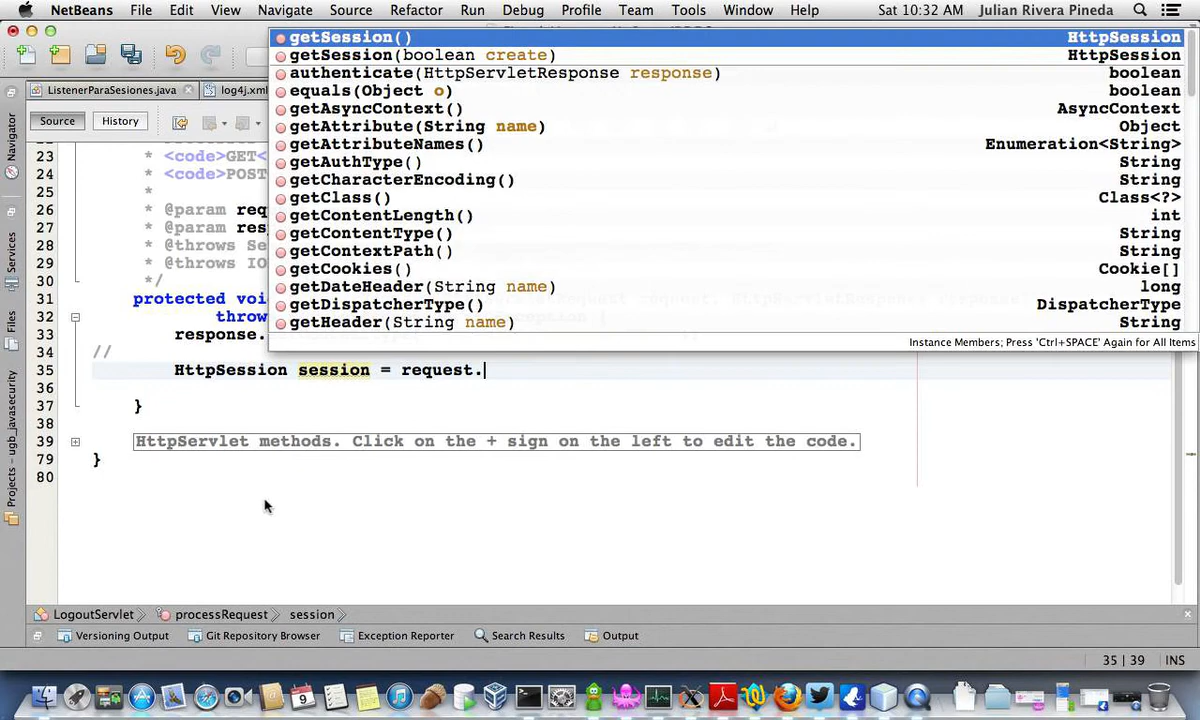 NetBeans File Edit View Navigate Source Refactor Run Debug Profile Team Tools Window Help Sat 10:32 AM Julian Rivera Pineda
getSession() HttpSession
getSession(boolean create) HttpSession
authenticate(HttpServletResponse response) boolean
equals(Object o) boolean
getAsyncContext() AsyncContext
getAttribute(String name) Object
getAttributeNames() Enumeration<String>
getAuthType() String
getCharacterEncoding() String
getClass() Class<?>
getContentLength() int
getContentType() String
getContextPath() String
getCookies() Cookie[]
getDateHeader(String name) long
getDispatcherType() DispatcherType
getHeader(String name) String
Instance Members; Press 'Ctrl+SPACE' Again for All Items
ListenerParaSesiones.java log4j.xml
Source History
Navigator
Services
Files
Projects - ugb_javasecurity
23 * <code>GET<
24 * <code>POST
25 *
26 * @param req
27 * @param res
28 * @throws Se
29 * @throws IO
30 */
31 protected voi
32 throw
33 response.
34 //
35 HttpSession session = request.
36
37 }
38
39 HttpServlet methods. Click on the + sign on the left to edit the code.
79 }
80
LogoutServlet processRequest session
Versioning Output Git Repository Browser Exception Reporter Search Results Output
35 | 39 INS